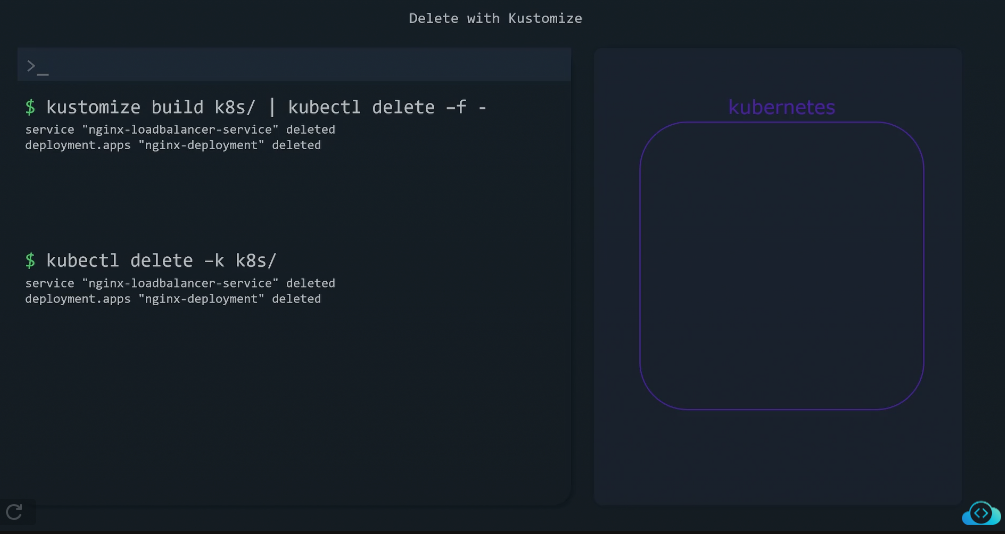 Delete with Kustomize
>_
$ kustomize build k8s/ | kubectl delete –f -
service "nginx-loadbalancer-service" deleted
deployment.apps "nginx-deployment" deleted
$ kubectl delete –k k8s/
service "nginx-loadbalancer-service" deleted
deployment.apps "nginx-deployment" deleted
kubernetes